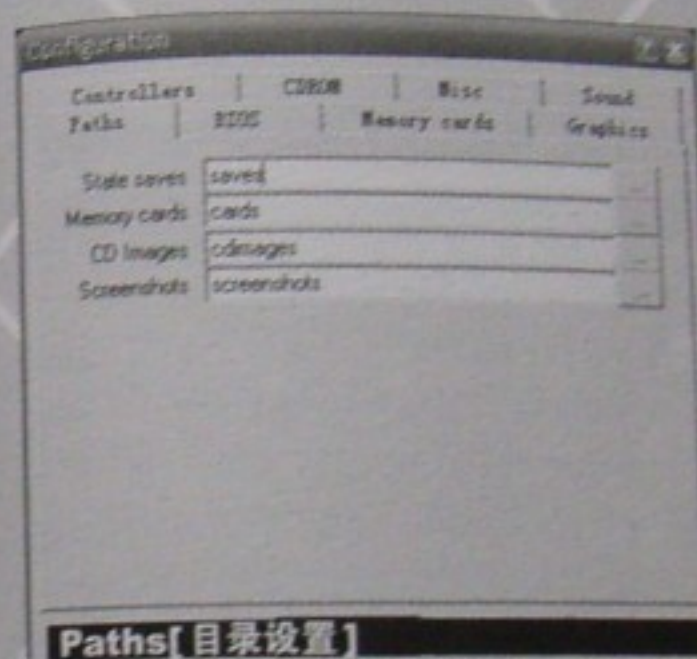 Configuration
Controllers CDROM Misc Sound
Paths BIOS Memory cards Graphics
State saves saves
Memory cards cards
CD Images cdimages
Screenshots screenshots
Paths[目录设置]